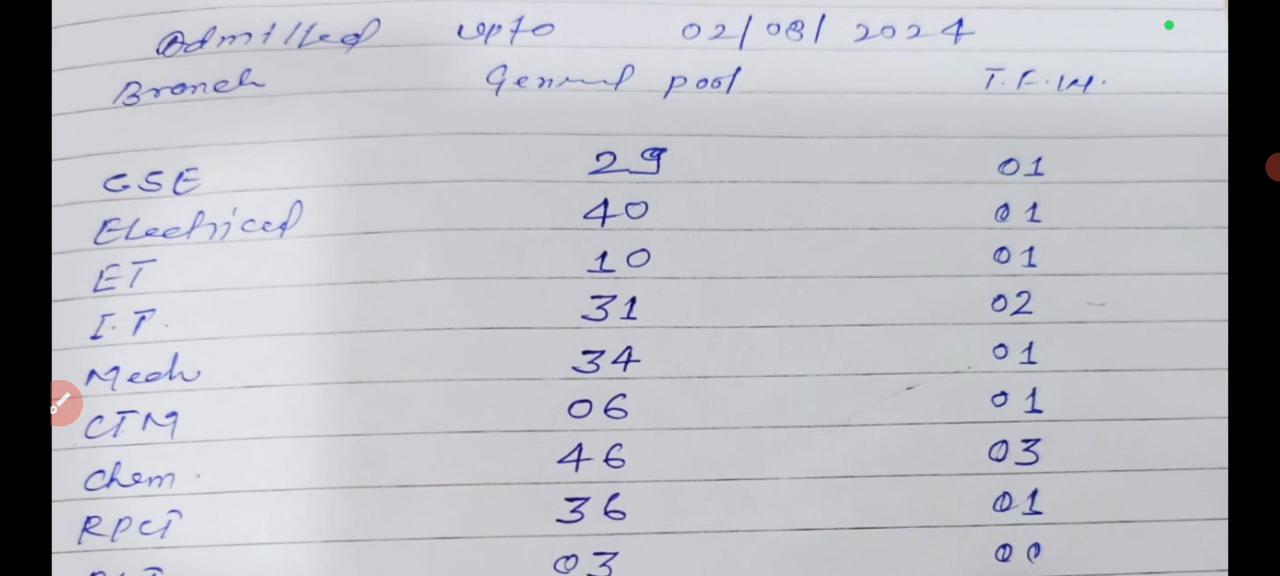 Admitted upto 02/08/2024
Branch General pool T.F.W.
CSE 29 01
Electrical 40 01
ET 10 01
I.T. 31 02
Mech 34 01
CTM 06 01
Chem. 46 03
RPCT 36 01
03 00